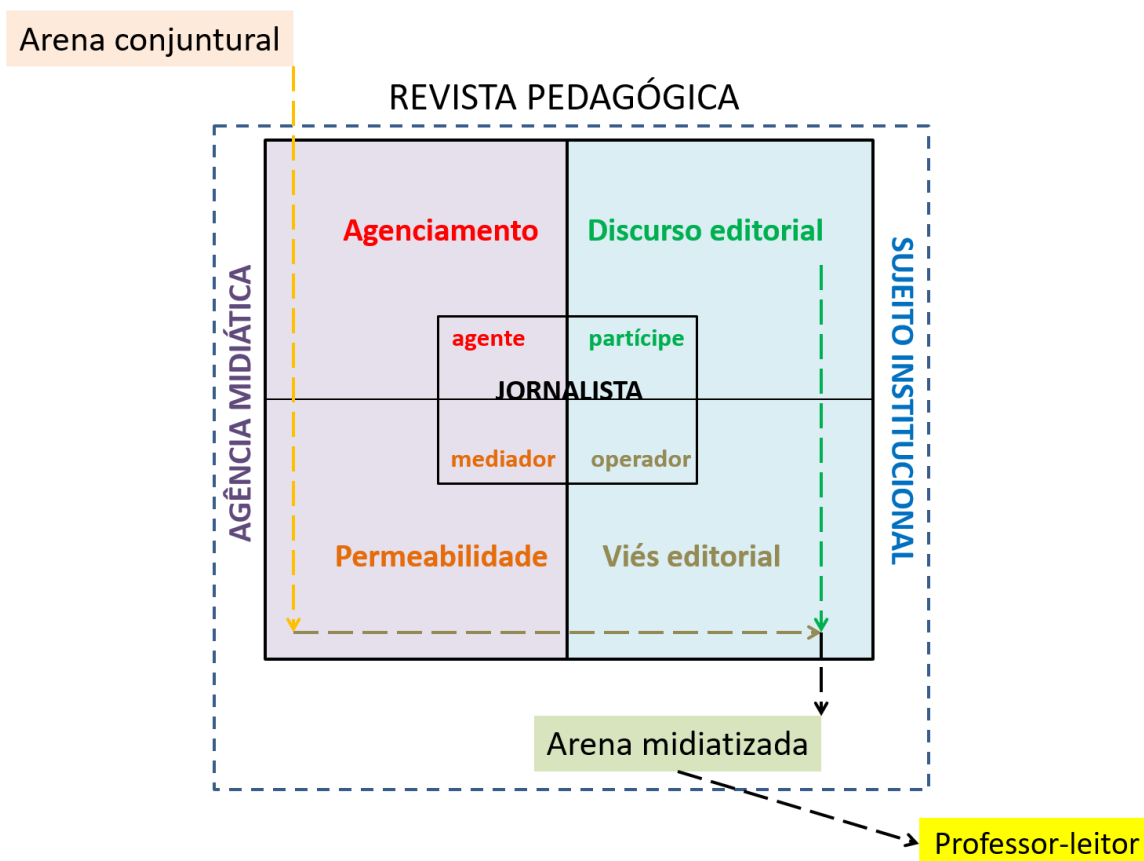 Arena conjuntural
REVISTA PEDAGÓGICA
AGÊNCIA MIDIÁTICA
Agenciamento
Discurso editorial
SUJEITO INSTITUCIONAL
agente
partícipe
JORNALISTA
mediador
operador
Permeabilidade
Viés editorial
Arena midiatizada
Professor-leitor